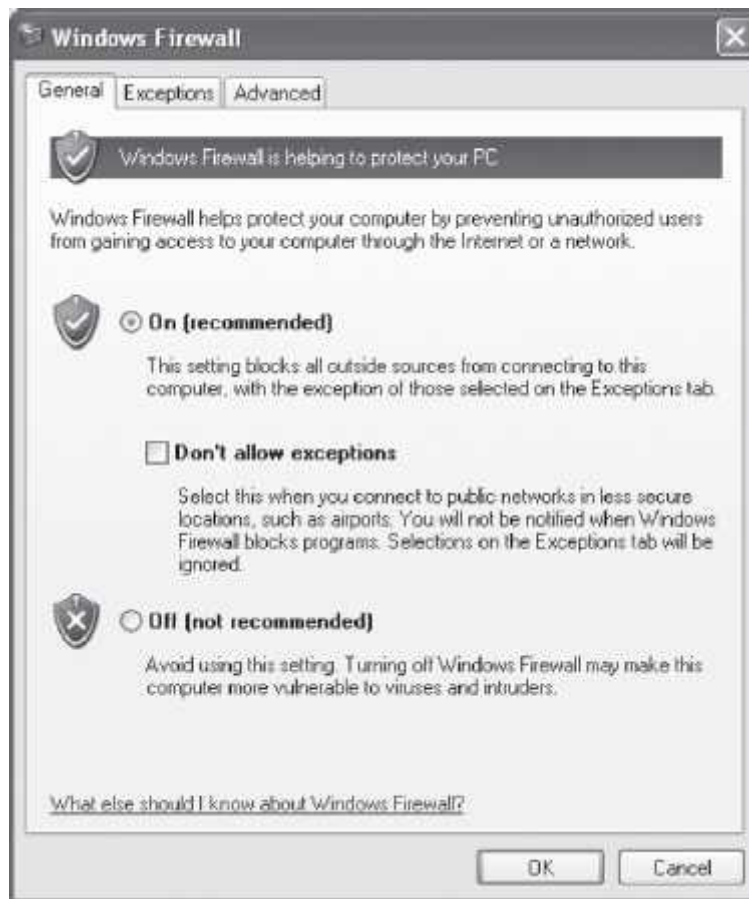 Windows Firewall
General
Exceptions
Advanced
Windows Firewall is helping to protect your PC
Windows Firewall helps protect your computer by preventing unauthorized users
from gaining access to your computer through the Internet or a network.
On (recommended)
This setting blocks all outside sources from connecting to this
computer, with the exception of those selected on the Exceptions tab.
Don't allow exceptions
Select this when you connect to public networks in less secure
locations, such as airports. You will not be notified when Windows
Firewall blocks programs. Selections on the Exceptions tab will be
ignored.
Off (not recommended)
Avoid using this setting. Turning off Windows Firewall may make this
computer more vulnerable to viruses and intruders.
What else should I know about Windows Firewall?
OK
Cancel